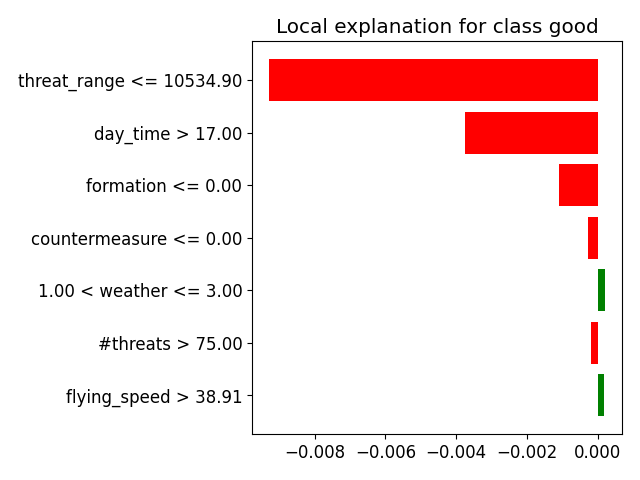 Local explanation for class good
threat_range <= 10534.90
day_time > 17.00
formation <= 0.00
countermeasure <= 0.00
1.00 < weather <= 3.00
#threats > 75.00
flying_speed > 38.91
−0.008 −0.006 −0.004 −0.002 0.000